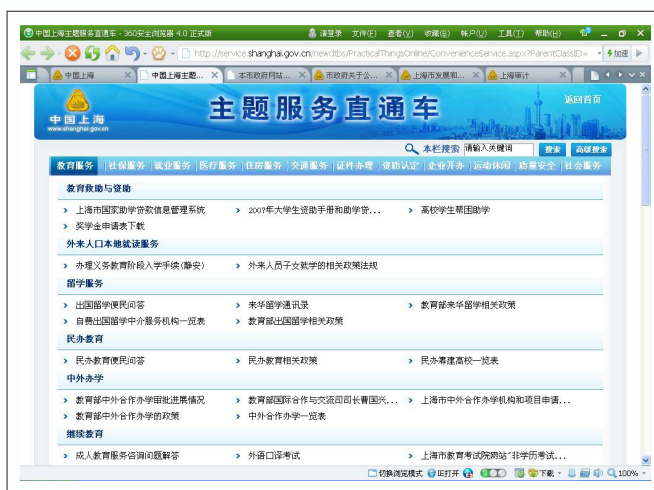 中国上海主题服务直通车 - 360安全浏览器 4.0 正式版 请登录 文件(F) 查看(V) 收藏(B) 帐户(U) 工具(T) 帮助(H)
http://service.shanghai.gov.cn/newdtbs/PracticalThingsOnline/ConvenienceService.aspx?ParentClassID= 加速
中国上海 中国上海主题... 本市政府网站... 市政府关于公... 上海市发展和... 上海审计
中国上海
www.shanghai.gov.cn
主题服务直通车
返回首页
本栏搜索 请输入关键词 搜索 高级搜索
教育服务 社保服务 就业服务 医疗服务 住房服务 交通服务 证件办理 资质认定 企业开办 运动休闲 质量安全 社会服务
教育救助与资助
上海市国家助学贷款信息管理系统 2007年大学生资助手册和助学贷... 高校学生帮困助学
奖学金申请表下载
外来人口本地就读服务
办理义务教育阶段入学手续(静安) 外来人员子女就学的相关政策法规
留学服务
出国留学便民问答 来华留学通讯录 教育部来华留学相关政策
自费出国留学中介服务机构一览表 教育部出国留学相关政策
民办教育
民办教育便民问答 民办教育相关政策 民办筹建高校一览表
中外办学
教育部中外合作办学审批进展情况 教育部国际合作与交流司司长曹国兴... 上海市中外合作办学机构和项目申请...
教育部中外合作办学的政策 中外合作办学一览表
继续教育
成人教育服务咨询问题解答 外语口译考试 上海市教育考试院网站"非学历考试...
切换浏览模式 IE打开 下载 100%